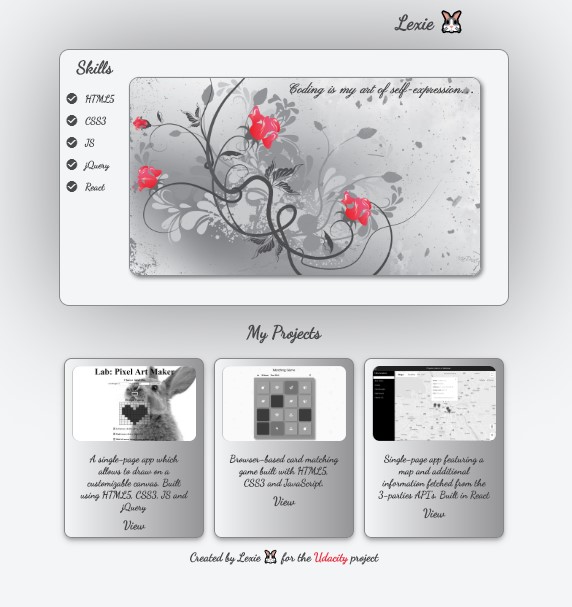 Lexie
Skills
Coding is my art of self-expression...
HTML5
CSS3
JS
jQuery
React
My Projects
Lab: Pixel Art Maker
A single-page app which
allows to draw on a
customizable canvas. Built
using HTML5, CSS3, JS and
jQuery
View
Matching Game
Browser-based card matching
game built with HTML5,
CSS3 and JavaScript.
View
Single-page app featuring a
map and additional
information fetched from the
3-parties API's. Built in React.
View
Created by Lexie for the Udacity project